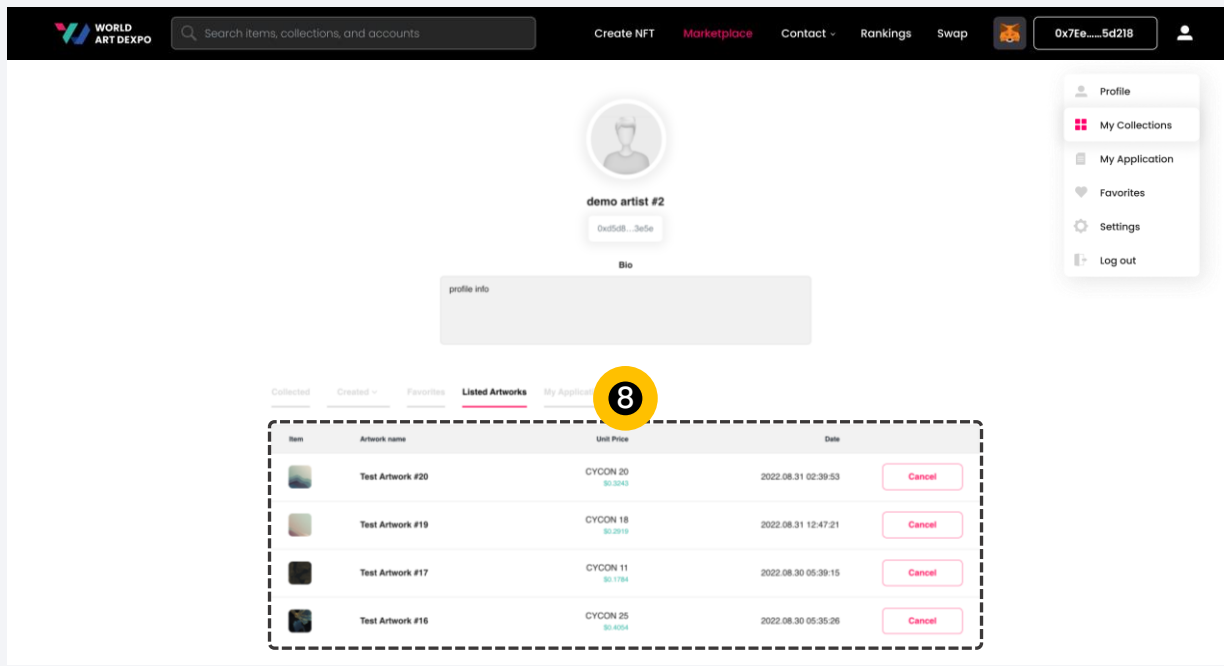 WORLD
ART DEXPO
Search items, collections, and accounts
Create NFT
Marketplace
Contact
Rankings
Swap
0x7Ee......5d218
Profile
My Collections
My Application
Favorites
Settings
Log out
demo artist #2
0xd5d8...3e5e
Bio
profile info
Collected
Created
Favorites
Listed Artworks
My
8
Item Artwork name Unit Price Date
Test Artwork #20 CYCON 20 2022.08.31 02:39:53 Cancel
$0.3243
Test Artwork #19 CYCON 18 2022.08.31 12:47:21 Cancel
$0.2919
Test Artwork #17 CYCON 11 2022.08.30 05:39:15 Cancel
$0.1784
Test Artwork #16 CYCON 25 2022.08.30 05:35:26 Cancel
$0.4054